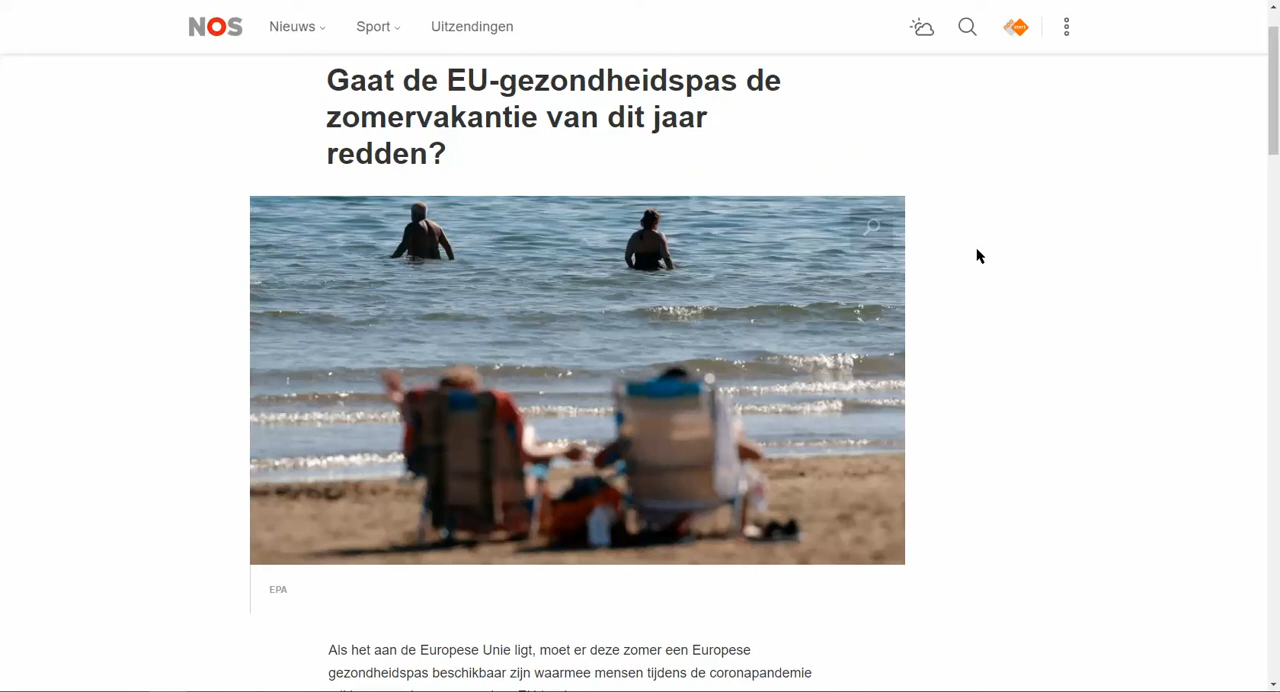 NOS Nieuws Sport Uitzendingen
Gaat de EU-gezondheidspas de
zomervakantie van dit jaar
redden?
EPA
Als het aan de Europese Unie ligt, moet er deze zomer een Europese
gezondheidspas beschikbaar zijn waarmee mensen tijdens de coronapandemie